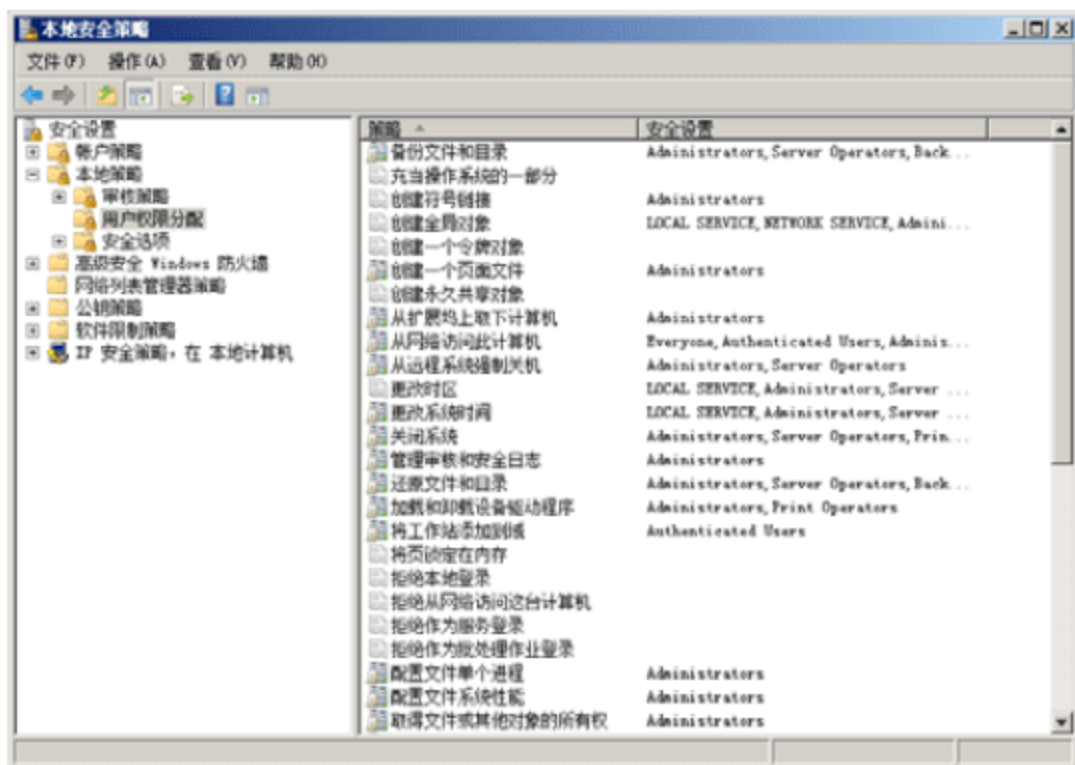 本地安全策略
文件(F) 操作(A) 查看(V) 帮助(H)
安全设置
帐户策略
本地策略
审核策略
用户权限分配
安全选项
高级安全 Windows 防火墙
网络列表管理器策略
公钥策略
软件限制策略
IP 安全策略，在 本地计算机
策略 安全设置
备份文件和目录 Administrators, Server Operators, Back...
充当操作系统的一部分
创建符号链接 Administrators
创建全局对象 LOCAL SERVICE, NETWORK SERVICE, Admini...
创建一个令牌对象
创建一个页面文件 Administrators
创建永久共享对象
从扩展坞上取下计算机 Administrators
从网络访问此计算机 Everyone, Authenticated Users, Adminis...
从远程系统强制关机 Administrators, Server Operators
更改时区 LOCAL SERVICE, Administrators, Server ...
更改系统时间 LOCAL SERVICE, Administrators, Server ...
关闭系统 Administrators, Server Operators, Prin...
管理审核和安全日志 Administrators
还原文件和目录 Administrators, Server Operators, Back...
加载和卸载设备驱动程序 Administrators, Print Operators
将工作站添加到域 Authenticated Users
将页锁定在内存
拒绝本地登录
拒绝从网络访问这台计算机
拒绝作为服务登录
拒绝作为批处理作业登录
配置文件单个进程 Administrators
配置文件系统性能 Administrators
取得文件或其他对象的所有权 Administrators